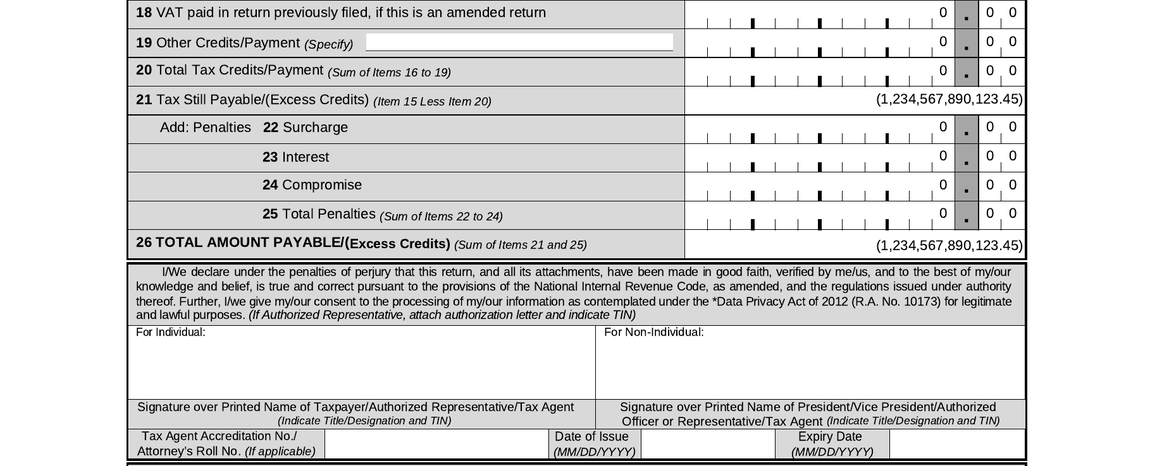 18 VAT paid in return previously filed, if this is an amended return 0 . 0 0
19 Other Credits/Payment (Specify) 0 . 0 0
20 Total Tax Credits/Payment (Sum of Items 16 to 19) 0 . 0 0
21 Tax Still Payable/(Excess Credits) (Item 15 Less Item 20) (1,234,567,890,123.45)
Add: Penalties 22 Surcharge 0 . 0 0
23 Interest 0 . 0 0
24 Compromise 0 . 0 0
25 Total Penalties (Sum of Items 22 to 24) 0 . 0 0
26 TOTAL AMOUNT PAYABLE/(Excess Credits) (Sum of Items 21 and 25) (1,234,567,890,123.45)
I/We declare under the penalties of perjury that this return, and all its attachments, have been made in good faith, verified by me/us, and to the best of my/our
knowledge and belief, is true and correct pursuant to the provisions of the National Internal Revenue Code, as amended, and the regulations issued under authority
thereof. Further, I/we give my/our consent to the processing of my/our information as contemplated under the *Data Privacy Act of 2012 (R.A. No. 10173) for legitimate
and lawful purposes. (If Authorized Representative, attach authorization letter and indicate TIN)
For Individual:
For Non-Individual:
Signature over Printed Name of Taxpayer/Authorized Representative/Tax Agent
(Indicate Title/Designation and TIN)
Signature over Printed Name of President/Vice President/Authorized
Officer or Representative/Tax Agent (Indicate Title/Designation and TIN)
Tax Agent Accreditation No./
Attorney's Roll No. (If applicable)
Date of Issue
(MM/DD/YYYY)
Expiry Date
(MM/DD/YYYY)